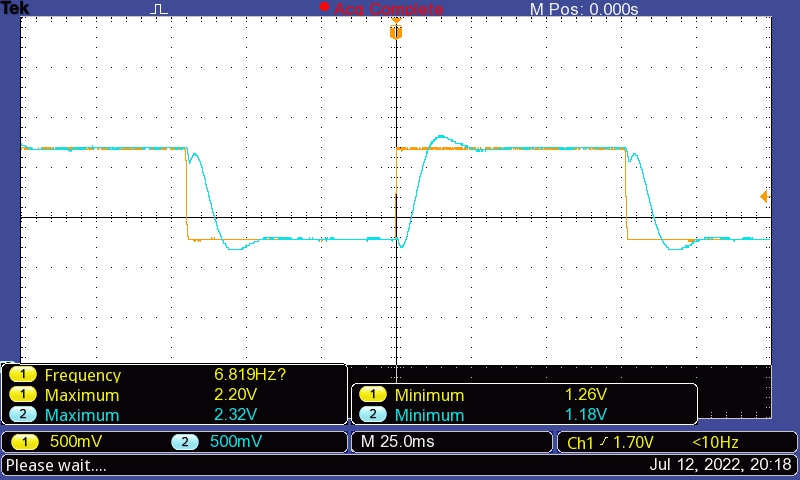 Tek Acq Complete M Pos: 0.000s
1 Frequency 6.819Hz?
1 Maximum 2.20V 1 Minimum 1.26V
2 Maximum 2.32V 2 Minimum 1.18V
1 500mV 2 500mV M 25.0ms Ch1 1.70V <10Hz
Please wait.... Jul 12, 2022, 20:18